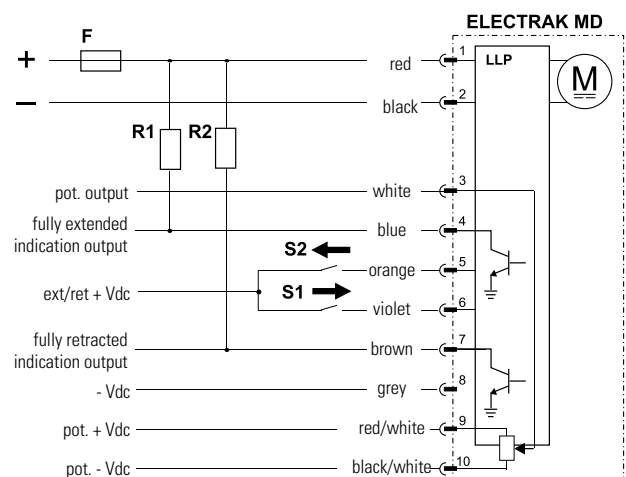 ELECTRAK MD
F
+
red
1
LLP
M
−
black
2
R1
R2
pot. output
white
3
fully extended
indication output
blue
4
S2
orange
5
ext/ret + Vdc
S1
violet
6
fully retracted
indication output
brown
7
- Vdc
grey
8
pot. + Vdc
red/white
9
pot. - Vdc
black/white
10